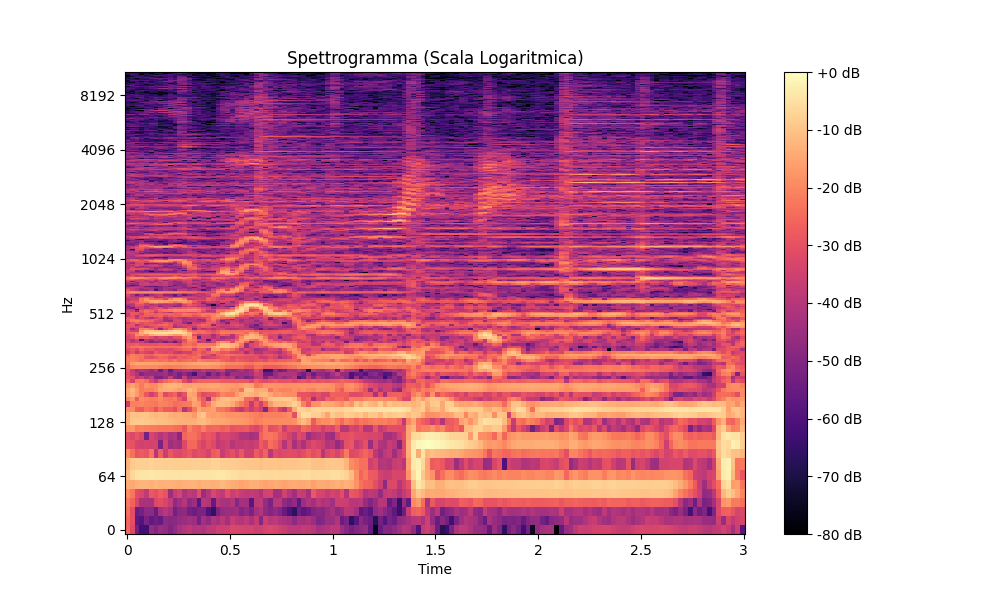 Spettrogramma (Scala Logaritmica)
8192
4096
2048
1024
512
256
128
64
0
Hz
0
0.5
1
1.5
2
2.5
3
Time
+0 dB
-10 dB
-20 dB
-30 dB
-40 dB
-50 dB
-60 dB
-70 dB
-80 dB